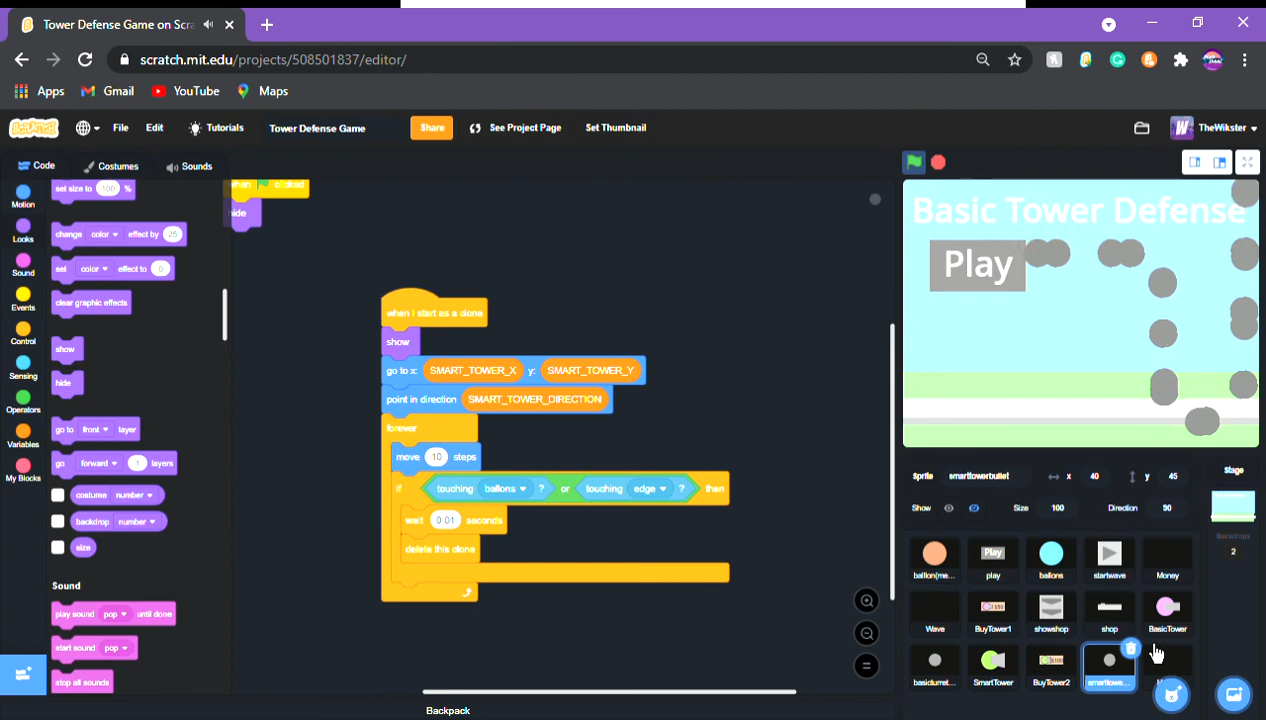 Tower Defense Game on Scra
scratch.mit.edu/projects/508501837/editor/
Apps Gmail YouTube Maps
SCRATCH File Edit Tutorials Tower Defense Game Share See Project Page Set Thumbnail TheWikster
Code Costumes Sounds
Motion
Looks
Sound
Events
Control
Sensing
Operators
Variables
My Blocks
set size to 100 %
change color effect by 25
set color effect to 0
clear graphic effects
show
hide
go to front layer
go forward 1 layers
costume number
backdrop number
size
Sound
play sound pop until done
start sound pop
stop all sounds
when clicked
hide
when I start as a clone
show
go to x: SMART_TOWER_X y: SMART_TOWER_Y
point in direction SMART_TOWER_DIRECTION
forever
move 10 steps
if touching ballons ? or touching edge ? then
wait 0.01 seconds
delete this clone
Backpack
Basic Tower Defense
Play
Sprite smarttowerbullet x 40 y 45
Show Size 100 Direction 90
Stage
Backdrops
2
Play
ballon(me... play ballons startwave Money
$50
Wave BuyTower1 showshop shop BasicTower
$100
basicturret... SmartTower BuyTower2 smarttowe...